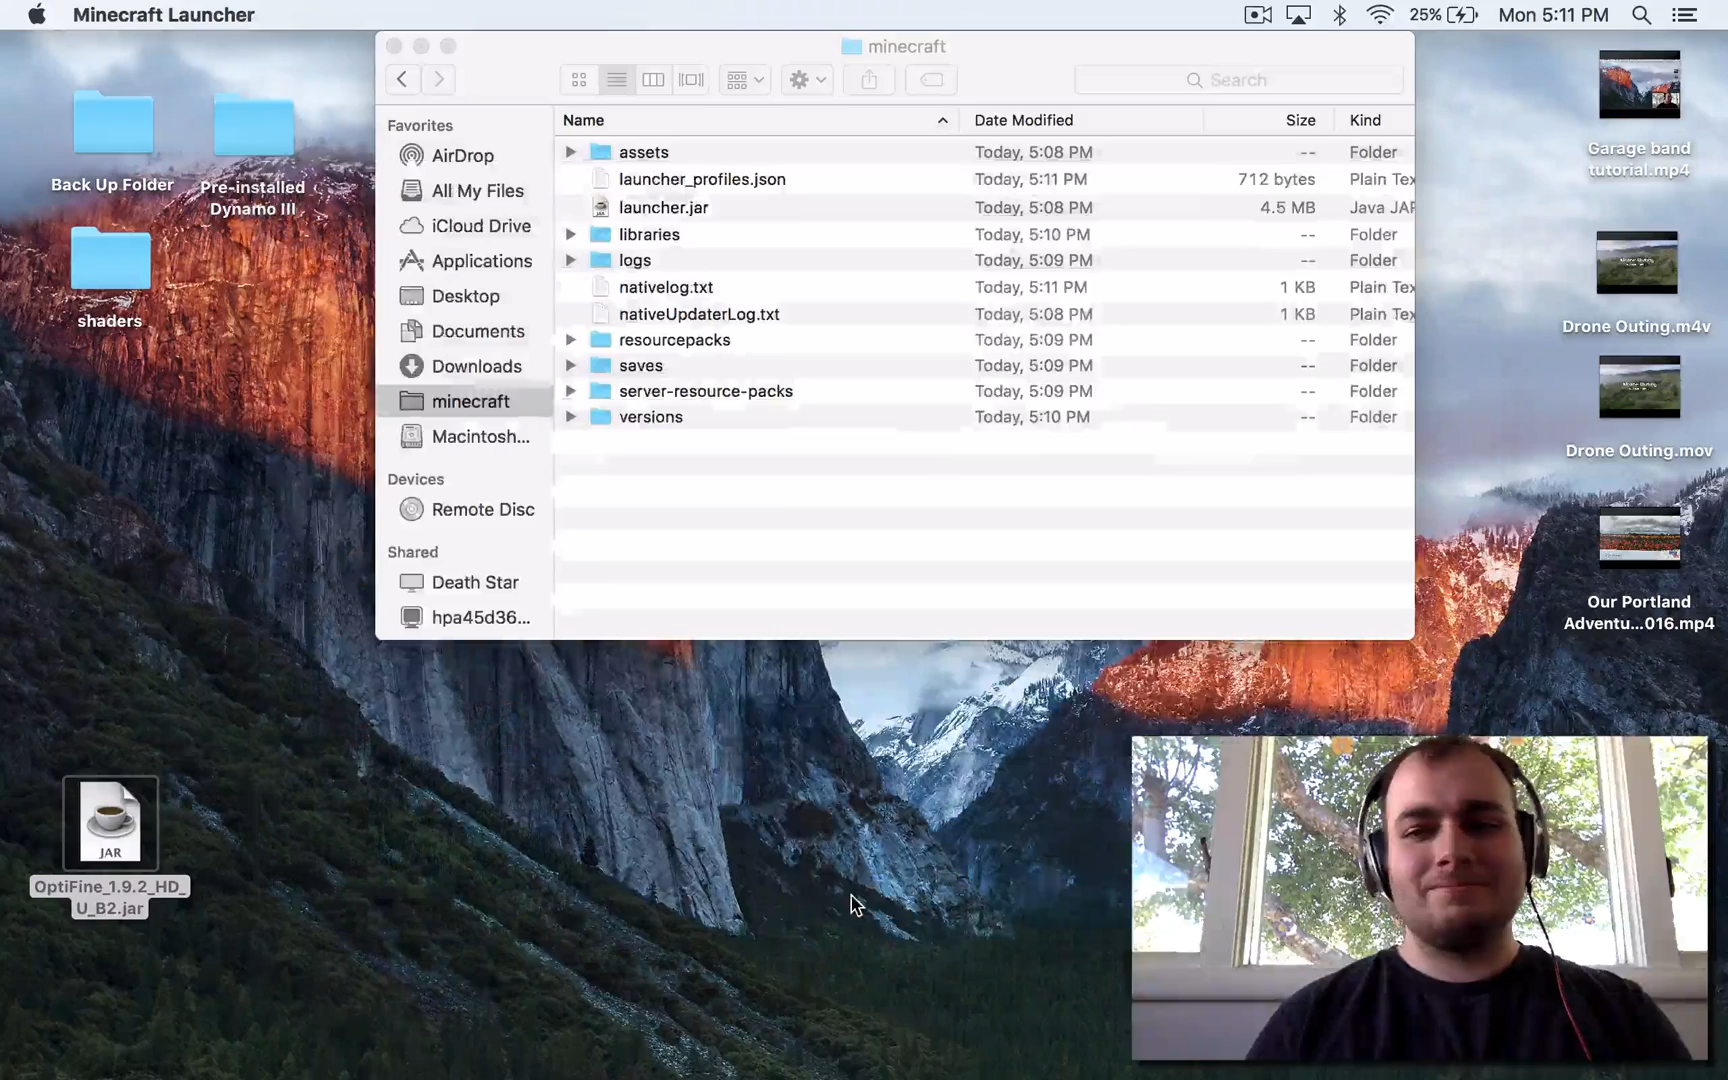 Minecraft Launcher
25%
Mon 5:11 PM
minecraft
Search
Back Up Folder
Pre-installed
Dynamo III
shaders
JAR
OptiFine_1.9.2_HD_
U_B2.jar
Favorites
AirDrop
All My Files
iCloud Drive
Applications
Desktop
Documents
Downloads
minecraft
Macintosh...
Devices
Remote Disc
Shared
Death Star
hpa45d36...
Name Date Modified Size Kind
assets Today, 5:08 PM -- Folder
launcher_profiles.json Today, 5:11 PM 712 bytes Plain Tex
launcher.jar Today, 5:08 PM 4.5 MB Java JAR
libraries Today, 5:10 PM -- Folder
logs Today, 5:09 PM -- Folder
nativelog.txt Today, 5:11 PM 1 KB Plain Tex
nativeUpdaterLog.txt Today, 5:08 PM 1 KB Plain Tex
resourcepacks Today, 5:09 PM -- Folder
saves Today, 5:09 PM -- Folder
server-resource-packs Today, 5:09 PM -- Folder
versions Today, 5:10 PM -- Folder
Garage band
tutorial.mp4
Drone Outing.m4v
Drone Outing.mov
Our Portland
Adventu...016.mp4